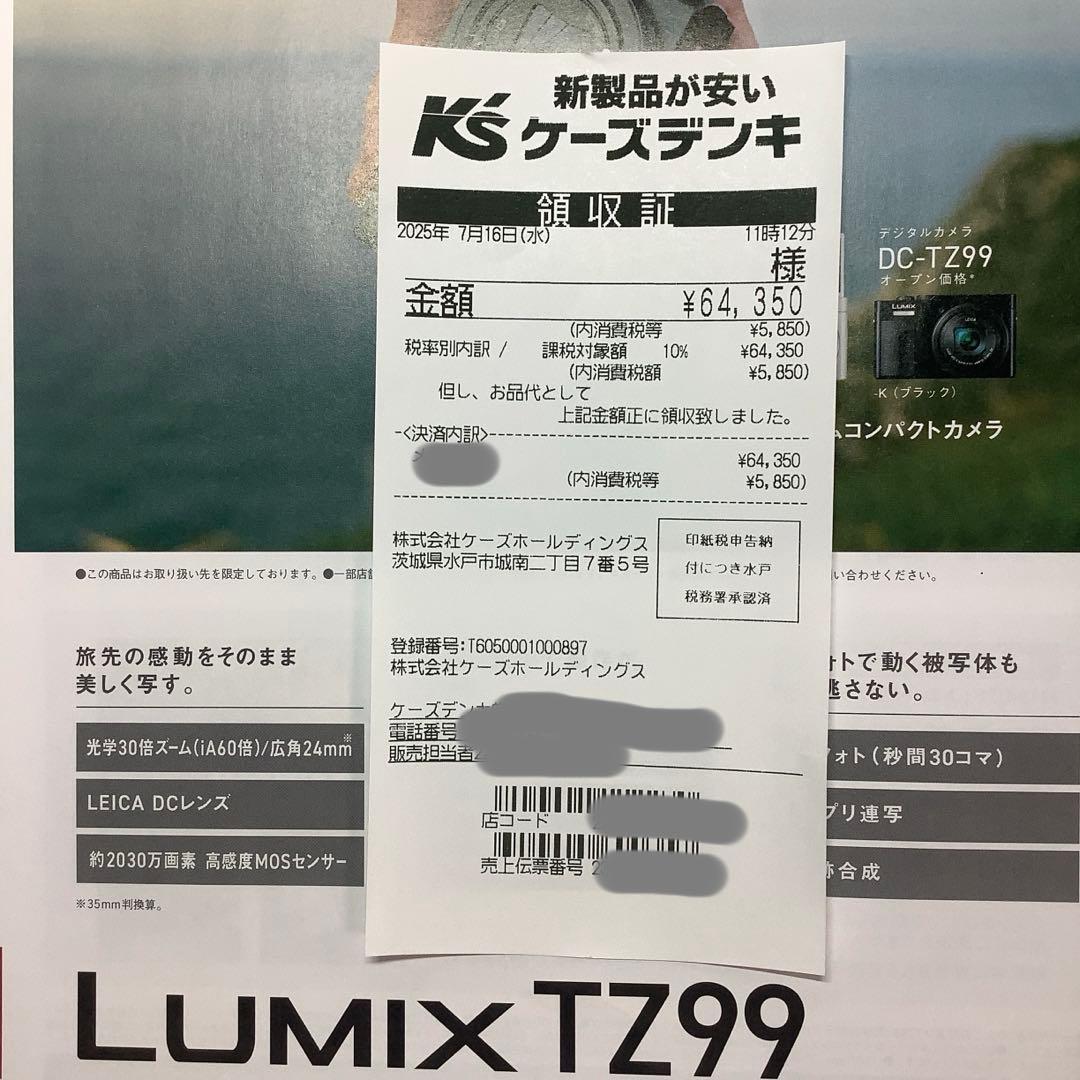 新製品が安い
K's ケーズデンキ
領収証
2025年 7月16日(水) 11時12分
様
金額 ¥64,350
(内消費税等 ¥5,850)
税率別内訳 / 課税対象額 10% ¥64,350
(内消費税額 ¥5,850)
但し、お品代として
上記金額正に領収致しました。
-<決済内訳>-
¥64,350
(内消費税等 ¥5,850)
株式会社ケーズホールディングス
茨城県水戸市城南二丁目7番5号
印紙税申告納
付につき水戸
税務署承認済
登録番号:T6050001000897
株式会社ケーズホールディングス
ケーズデン
電話番号
販売担当者
店コード
売上伝票番号 2
デジタルカメラ
DC-TZ99
オープン価格*
LUMIX
LEICA
-K(ブラック)
ムコンパクトカメラ
●この商品はお取り扱い先を限定しております。●一部店舗
い合わせください。
旅先の感動をそのまま
美しく写す。
光学30倍ズーム(iA60倍)/広角24mm※
LEICA DCレンズ
約2030万画素 高感度MOSセンサー
※35mm判換算。
ォトで動く被写体も
逃さない。
フォト(秒間30コマ)
プリ連写
跡合成
LUMIX TZ99